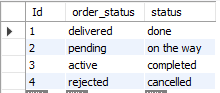 Id order_status status
1 delivered done
2 pending on the way
3 active completed
4 rejected cancelled